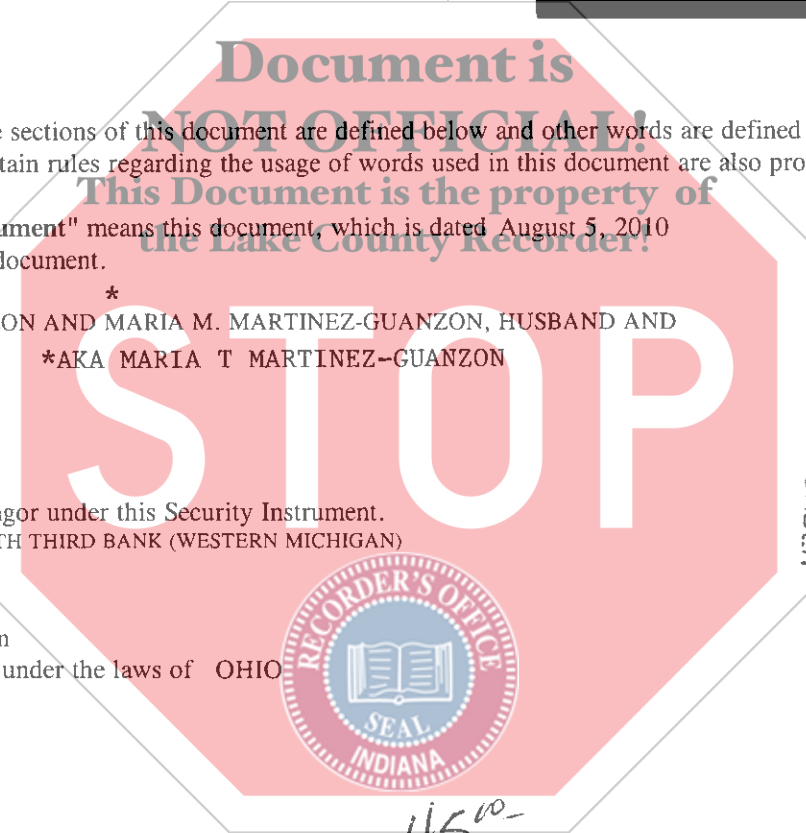 Document is
NOT OFFICIAL!
sections of this document are defined below and other words are defined
tain rules regarding the usage of words used in this document are also pro
This Document is the property of
the Lake County Recorder!
ument" means this document, which is dated August 5, 2010
document.
*
ON AND MARIA M. MARTINEZ-GUANZON, HUSBAND AND
*AKA MARIA T MARTINEZ-GUANZON
STOP
gor under this Security Instrument.
TH THIRD BANK (WESTERN MICHIGAN)
n
under the laws of OHIO
RECORDER'S OFFICE
SEAL
INDIANA